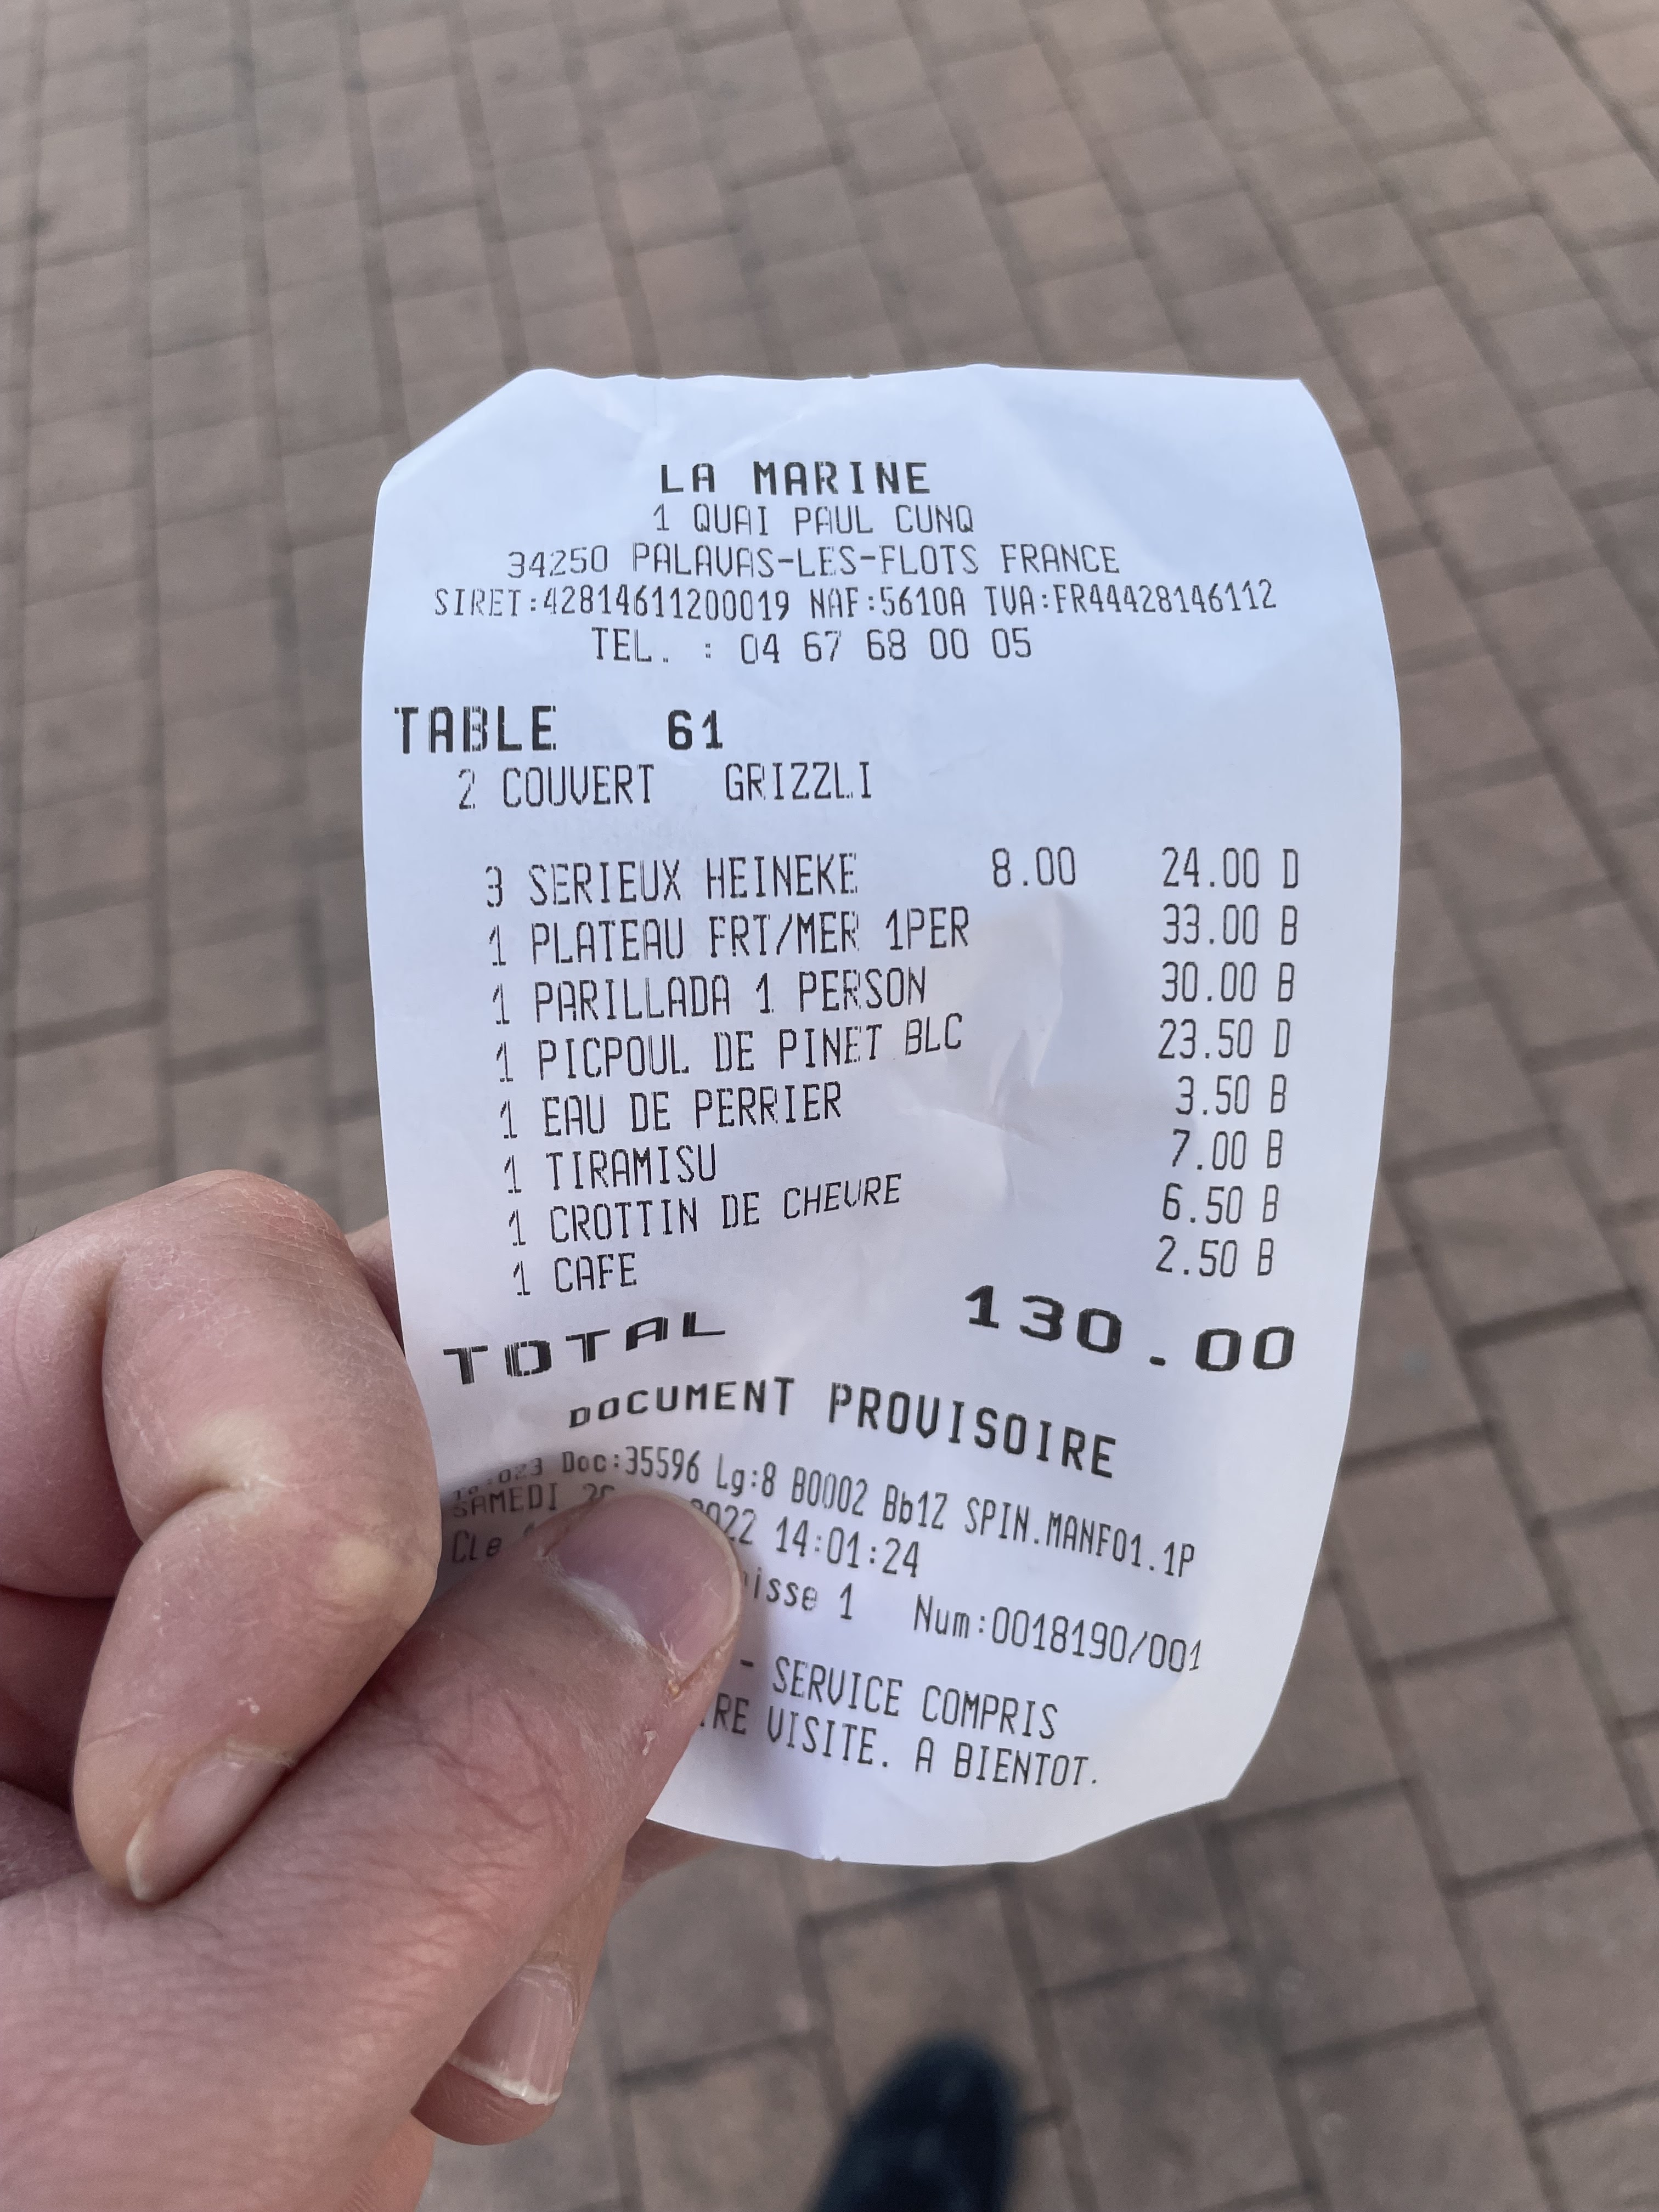 LA MARINE
1 QUAI PAUL CUNQ
34250 PALAVAS-LES-FLOTS FRANCE
SIRET:42814611200019 NAF:5610A TVA:FR44428146112
TEL. : 04 67 68 00 05
TABLE 61
2 COUVERT GRIZZLI
3 SERIEUX HEINEKE 8.00 24.00 D
1 PLATEAU FRT/MER 1PER 33.00 B
1 PARILLADA 1 PERSON 30.00 B
1 PICPOUL DE PINET BLC 23.50 D
1 EAU DE PERRIER 3.50 B
1 TIRAMISU 7.00 B
1 CROTTIN DE CHEVRE 6.50 B
1 CAFE 2.50 B
TOTAL 130.00
DOCUMENT PROVISOIRE
Doc:35596 Lg:8 B0002 Bb1Z SPIN.MANF01.1P
SAMEDI 14:01:24
Cle 1 Num:0018190/001
- SERVICE COMPRIS
VISITE. A BIENTOT.